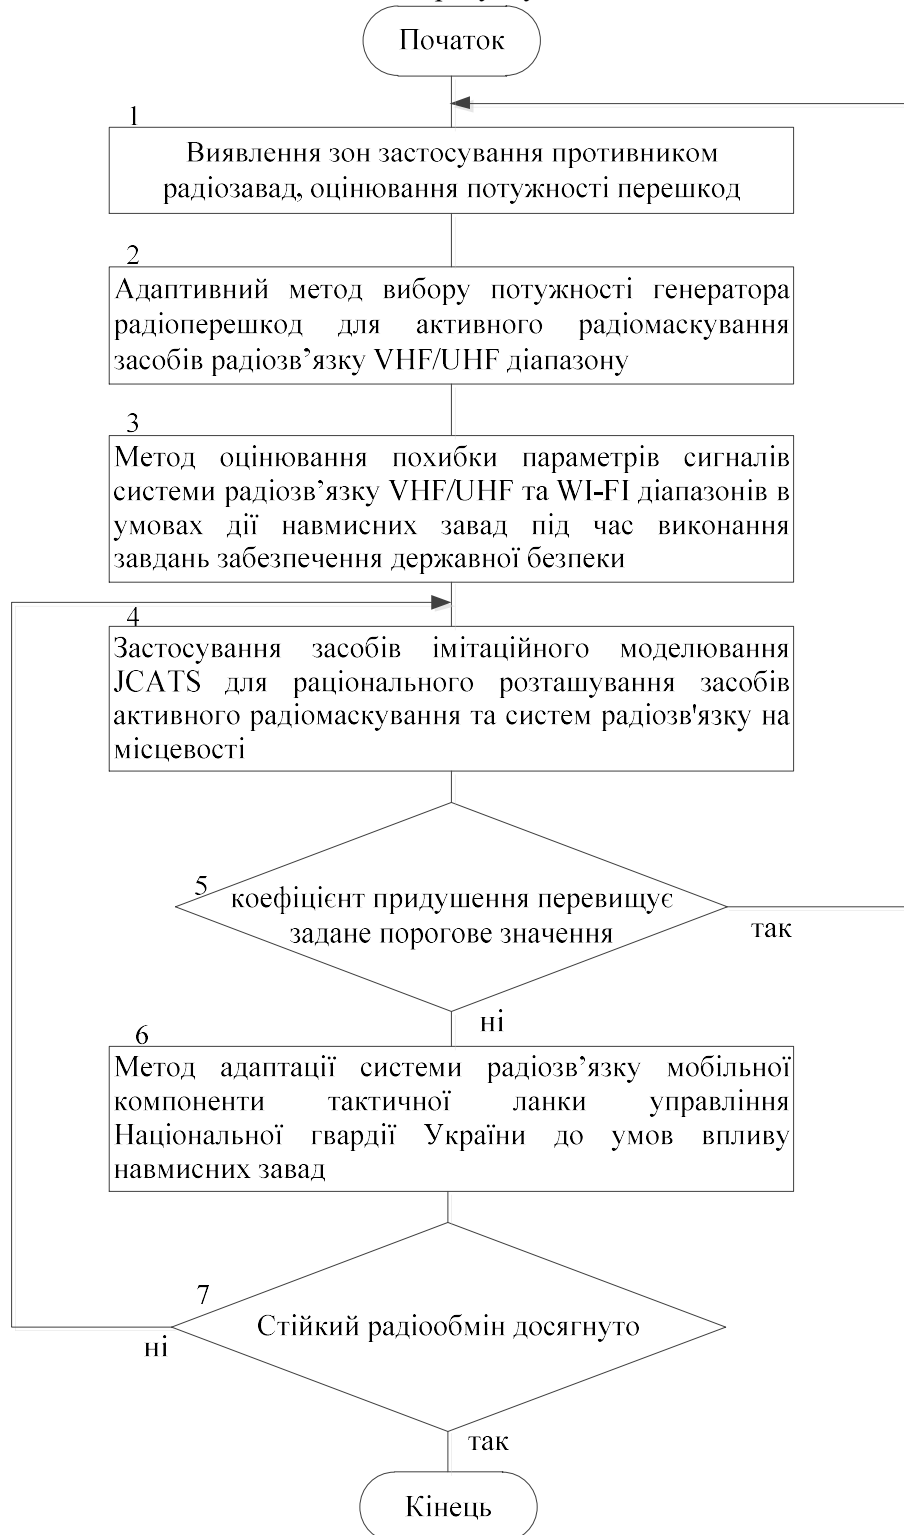 Початок
1
Виявлення зон застосування противником
радіозавад, оцінювання потужності перешкод
2
Адаптивний метод вибору потужності генератора
радіоперешкод для активного радіомаскування
засобів радіозв’язку VHF/UHF діапазону
3
Метод оцінювання похибки параметрів сигналів
системи радіозв’язку VHF/UHF та WI-FI діапазонів в
умовах дії навмисних завад під час виконання
завдань забезпечення державної безпеки
4
Застосування засобів імітаційного моделювання
JCATS для раціонального розташування засобів
активного радіомаскування та систем радіозв'язку на
місцевості
5
коефіцієнт придушення перевищує
задане порогове значення
так
ні
6
Метод адаптації системи радіозв’язку мобільної
компоненти тактичної ланки управління
Національної гвардії України до умов впливу
навмисних завад
7
Стійкий радіообмін досягнуто
ні
так
Кінець